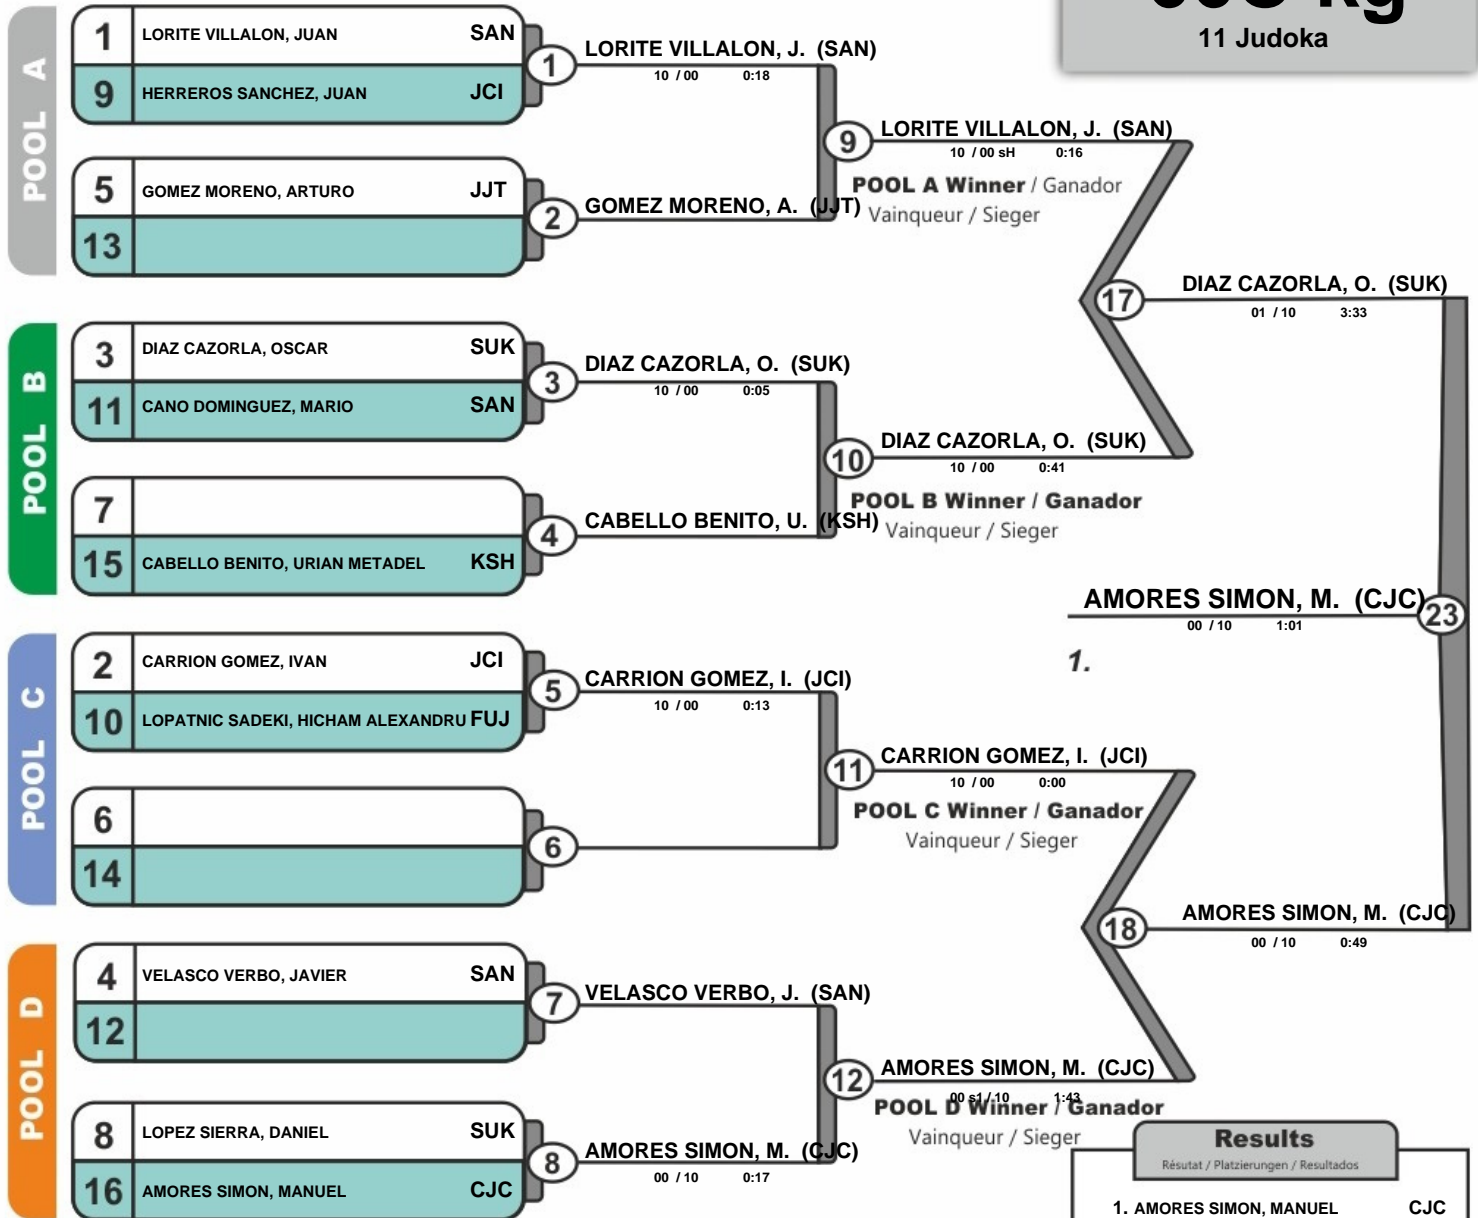 11 Judoka
POOL A
1 LORITE VILLALON, JUAN SAN
9 HERREROS SANCHEZ, JUAN JCI
1
LORITE VILLALON, J. (SAN)
10 / 00 0:18
5 GOMEZ MORENO, ARTURO JJT
13
2
GOMEZ MORENO, A. (JJT)
9
LORITE VILLALON, J. (SAN)
10 / 00 sH 0:16
POOL A Winner / Ganador
Vainqueur / Sieger
POOL B
3 DIAZ CAZORLA, OSCAR SUK
11 CANO DOMINGUEZ, MARIO SAN
3
DIAZ CAZORLA, O. (SUK)
10 / 00 0:05
7
15 CABELLO BENITO, URIAN METADEL KSH
4
CABELLO BENITO, U. (KSH)
10
DIAZ CAZORLA, O. (SUK)
10 / 00 0:41
POOL B Winner / Ganador
Vainqueur / Sieger
17
DIAZ CAZORLA, O. (SUK)
01 / 10 3:33
POOL C
2 CARRION GOMEZ, IVAN JCI
10 LOPATNIC SADEKI, HICHAM ALEXANDRU FUJ
5
CARRION GOMEZ, I. (JCI)
10 / 00 0:13
6
14
6
11
CARRION GOMEZ, I. (JCI)
10 / 00 0:00
POOL C Winner / Ganador
Vainqueur / Sieger
POOL D
4 VELASCO VERBO, JAVIER SAN
12
7
VELASCO VERBO, J. (SAN)
8 LOPEZ SIERRA, DANIEL SUK
16 AMORES SIMON, MANUEL CJC
8
AMORES SIMON, M. (CJC)
00 / 10 0:17
12
AMORES SIMON, M. (CJC)
00 s1 / 10 1:43
POOL D Winner / Ganador
Vainqueur / Sieger
18
AMORES SIMON, M. (CJC)
00 / 10 0:49
AMORES SIMON, M. (CJC)
23
00 / 10 1:01
1.
Results
Résutat / Platzierungen / Resultados
1. AMORES SIMON, MANUEL CJC